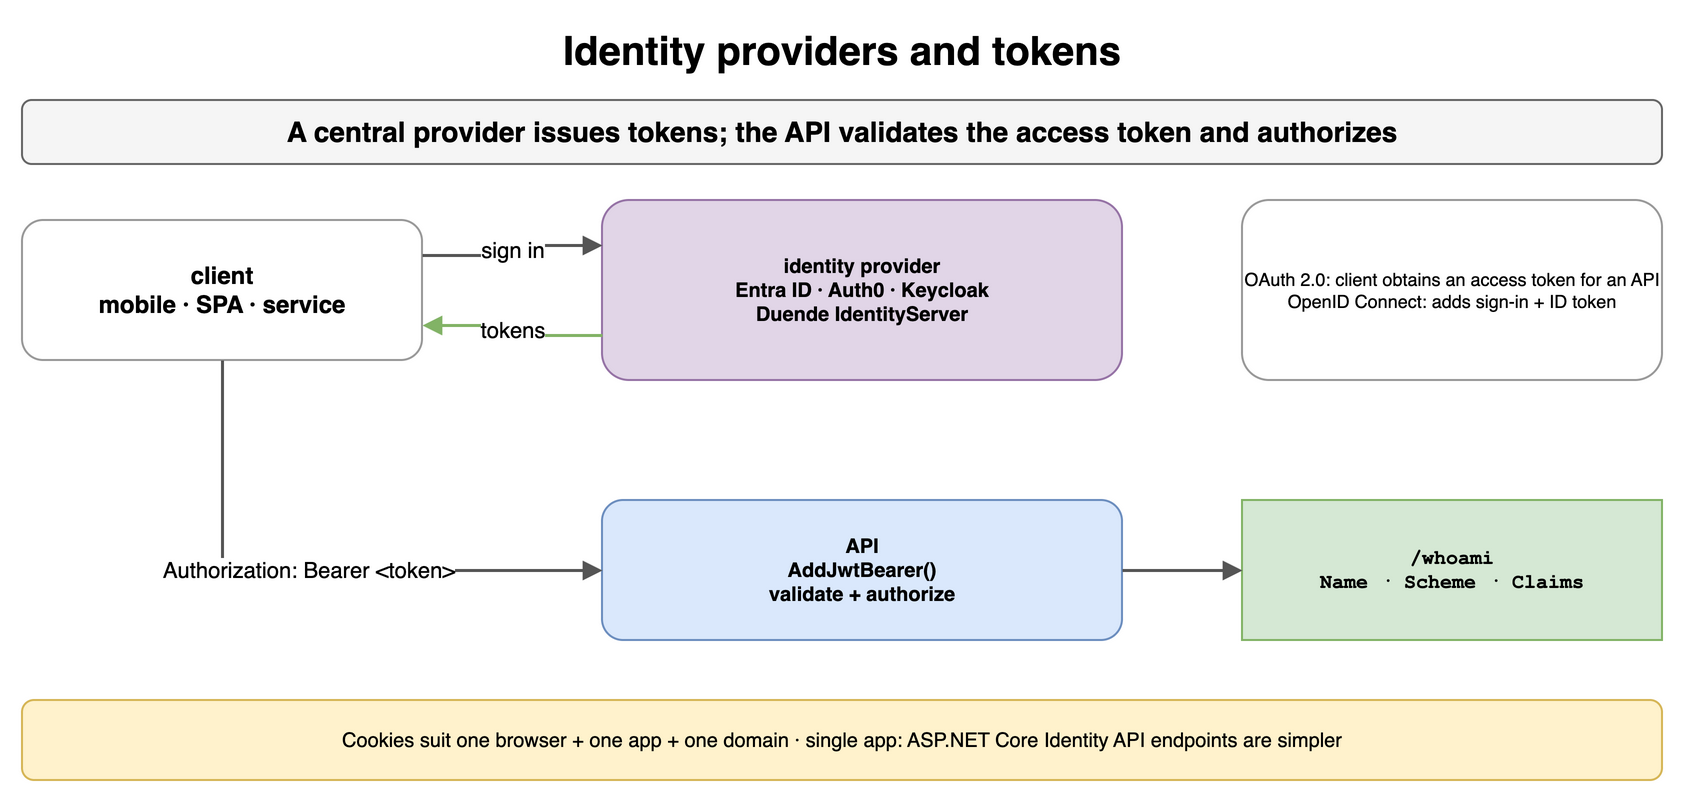 Identity providers and tokens
A central provider issues tokens; the API validates the access token and authorizes
client
mobile · SPA · service
sign in
tokens
identity provider
Entra ID · Auth0 · Keycloak
Duende IdentityServer
OAuth 2.0: client obtains an access token for an API
OpenID Connect: adds sign-in + ID token
Authorization: Bearer <token>
API
AddJwtBearer()
validate + authorize
/whoami
Name · Scheme · Claims
Cookies suit one browser + one app + one domain · single app: ASP.NET Core Identity API endpoints are simpler